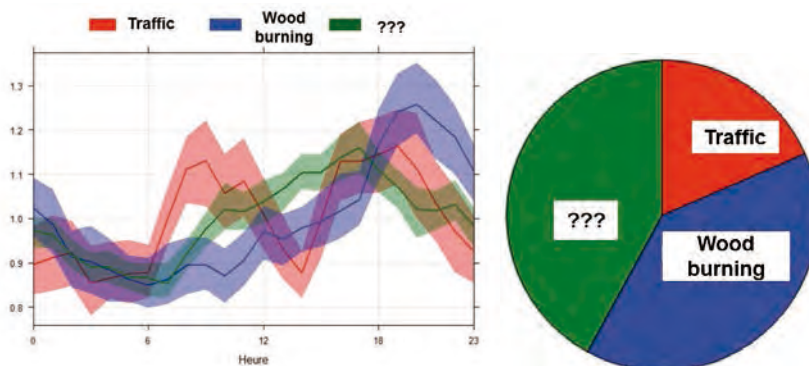 Traffic
Wood
burning
???
1.3
1.2
1.1
1.0
0.9
0.8
0
6
12
18
23
Heure
Traffic
???
Wood
burning